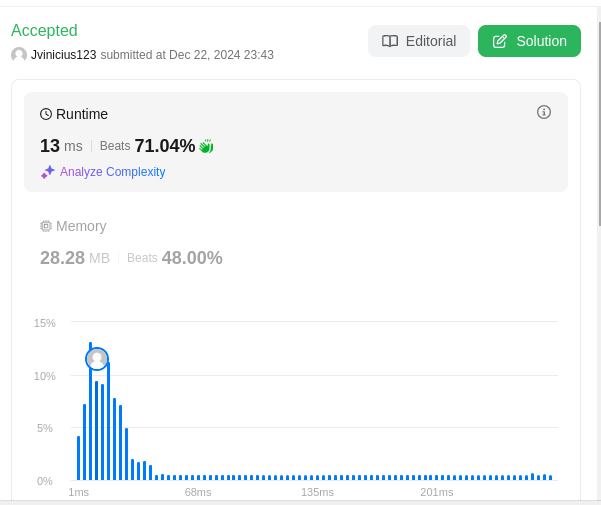 Accepted
Editorial
Solution
Jvinicius123 submitted at Dec 22, 2024 23:43
Runtime
13 ms | Beats 71.04%
Analyze Complexity
Memory
28.28 MB | Beats 48.00%
15%
10%
5%
0%
1ms 68ms 135ms 201ms